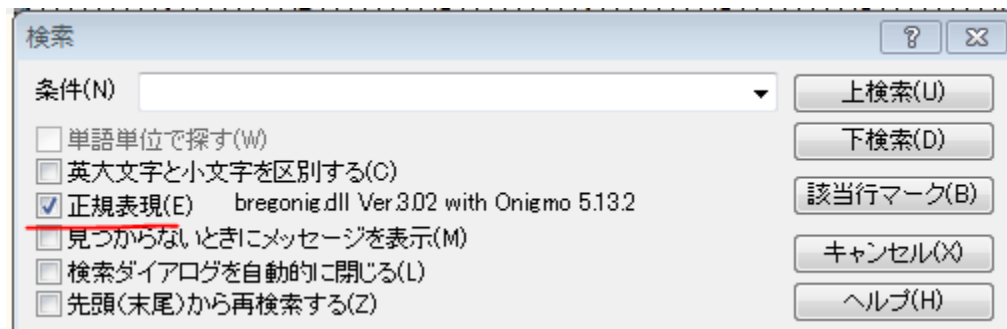 検索
条件(N)
上検索(U)
単語単位で探す(W)
下検索(D)
英大文字と小文字を区別する(C)
正規表現(E) bregonig.dll Ver.3.02 with Onigmo 5.13.2
該当行マーク(B)
見つからないときにメッセージを表示(M)
キャンセル(X)
検索ダイアログを自動的に閉じる(L)
先頭(末尾)から再検索する(Z)
ヘルプ(H)